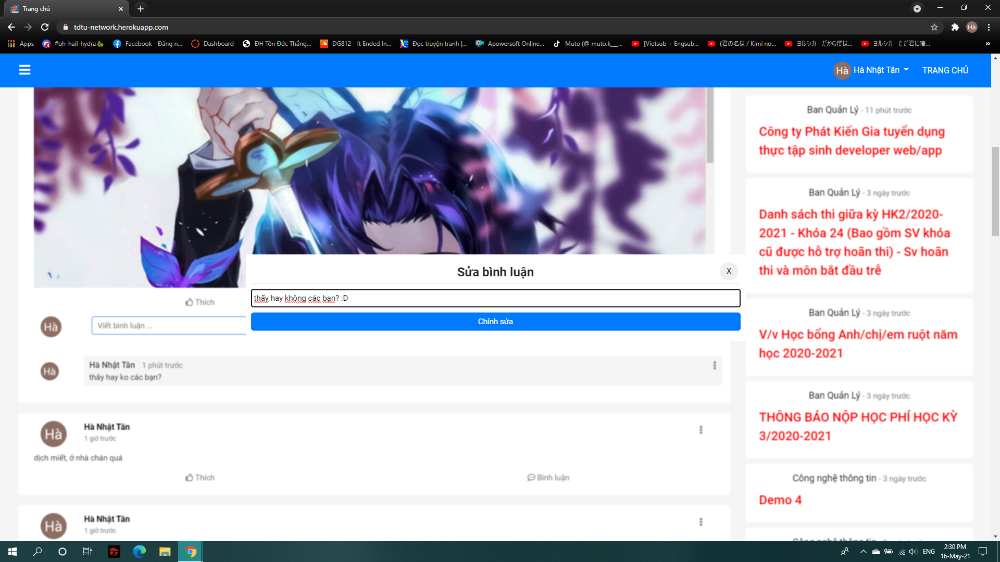 Trang chủ
tdtu-network.herokuapp.com
Hà
Apps
#oh-hail-hydra🐍
Facebook - Đăng n...
Dashboard
ĐH Tôn Đức Thắng...
DG812 - It Ended In...
Đọc truyện tranh |...
Apowersoft Online...
Muto (@ muto.k___...
[Vietsub + Engsub...
(君の名は / Kimi no...
ヨルシカ - だから僕は...
ヨルシカ - ただ君に晴...
»
Hà
Hà Nhật Tân
TRANG CHỦ
Sửa bình luận
X
thấy hay không các bạn? :D
Chỉnh sửa
Thích
Hà
Viết bình luận ...
Hà
Hà Nhật Tân 1 phút trước
thây hay ko các bạn?
Hà
Hà Nhật Tân
1 giờ trước
dịch miết, ở nhà chán quá
Thích
Bình luận
Hà
Hà Nhật Tân
1 giờ trước
Ban Quản Lý - 11 phút trước
Công ty Phát Kiến Gia tuyển dụng
thực tập sinh developer web/app
Ban Quản Lý - 3 ngày trước
Danh sách thi giữa kỳ HK2/2020-
2021 - Khóa 24 (Bao gồm SV khóa
cũ được hỗ trợ hoãn thi) - Sv hoãn
thi và môn bắt đầu trễ
Ban Quản Lý - 3 ngày trước
V/v Học bổng Anh/chị/em ruột năm
học 2020-2021
Ban Quản Lý - 3 ngày trước
THÔNG BÁO NỘP HỌC PHÍ HỌC KỲ
3/2020-2021
Công nghệ thông tin - 3 ngày trước
Demo 4
ENG
2:30 PM
16-May-21